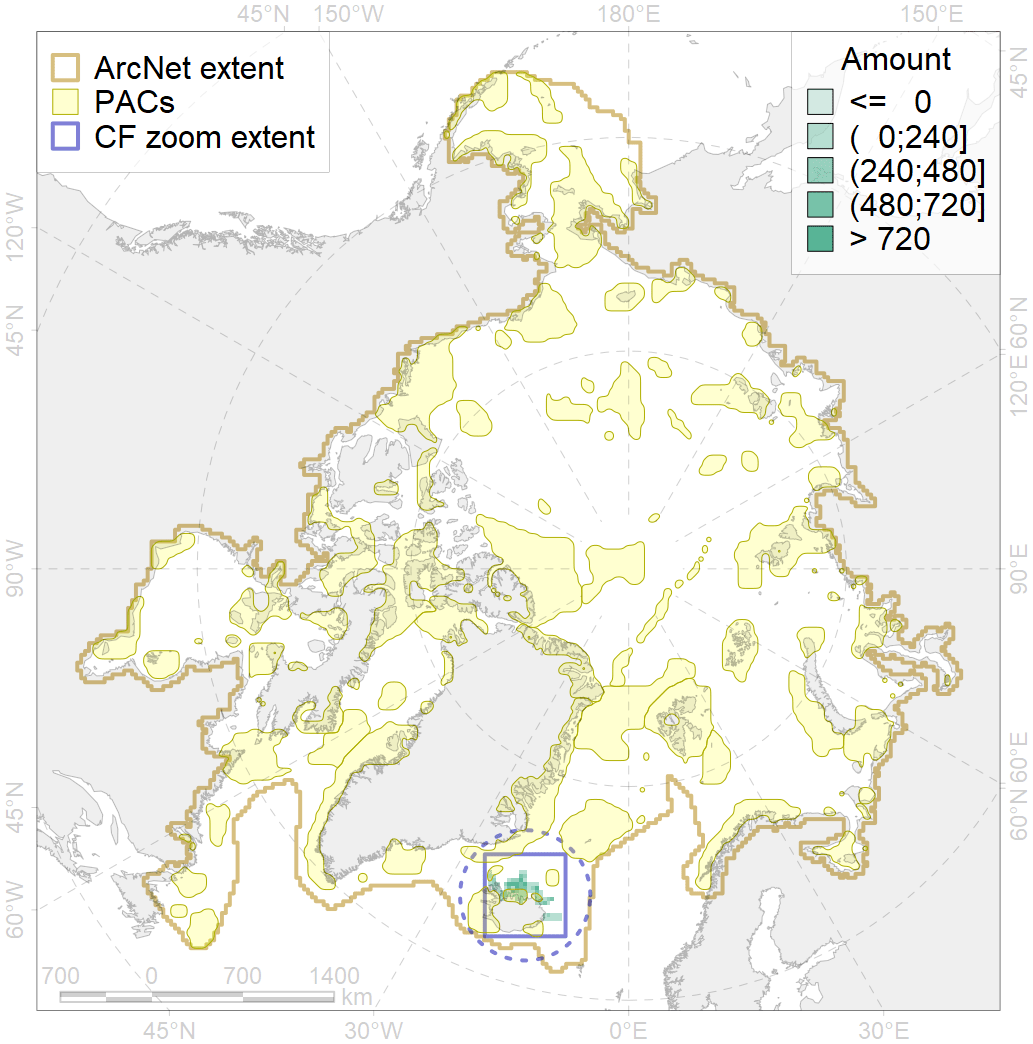 45°N 150°W 180°E 150°E
ArcNet extent
PACs
CF zoom extent
Amount
<= 0
( 0;240]
(240;480]
(480;720]
> 720
45°N
120°W
45°N
90°W
45°N
60°W
60°N
120°E
90°E
60°E
60°N
700 0 700 1400
km
45°N 30°W 0°E 30°E